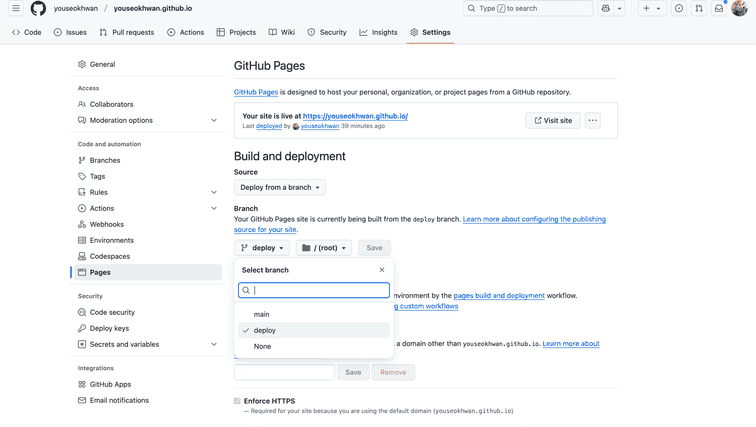 youseokhwan / youseokhwan.github.io
Type / to search
Code
Issues
Pull requests
Actions
Projects
Wiki
Security
Insights
Settings
General
Access
Collaborators
Moderation options
Code and automation
Branches
Tags
Rules
Actions
Webhooks
Environments
Codespaces
Pages
Security
Code security
Deploy keys
Secrets and variables
Integrations
GitHub Apps
Email notifications
GitHub Pages
GitHub Pages is designed to host your personal, organization, or project pages from a GitHub repository.
Your site is live at https://youseokhwan.github.io/
Last deployed by youseokhwan 39 minutes ago
Visit site
Build and deployment
Source
Deploy from a branch
Branch
Your GitHub Pages site is currently being built from the deploy branch. Learn more about configuring the publishing
source for your site.
deploy
/ (root)
Save
Select branch
main
deploy
None
nvironment by the pages build and deployment workflow.
ng custom workflows
a domain other than youseokhwan.github.io. Learn more about
Save
Remove
Enforce HTTPS
— Required for your site because you are using the default domain (youseokhwan.github.io)